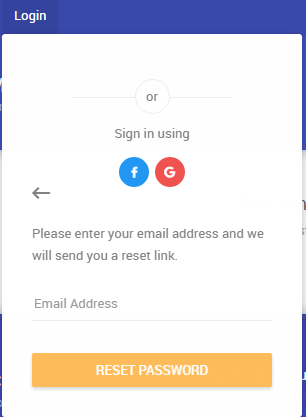 Login
or
Sign in using
Please enter your email address and we
will send you a reset link.
Email Address
RESET PASSWORD